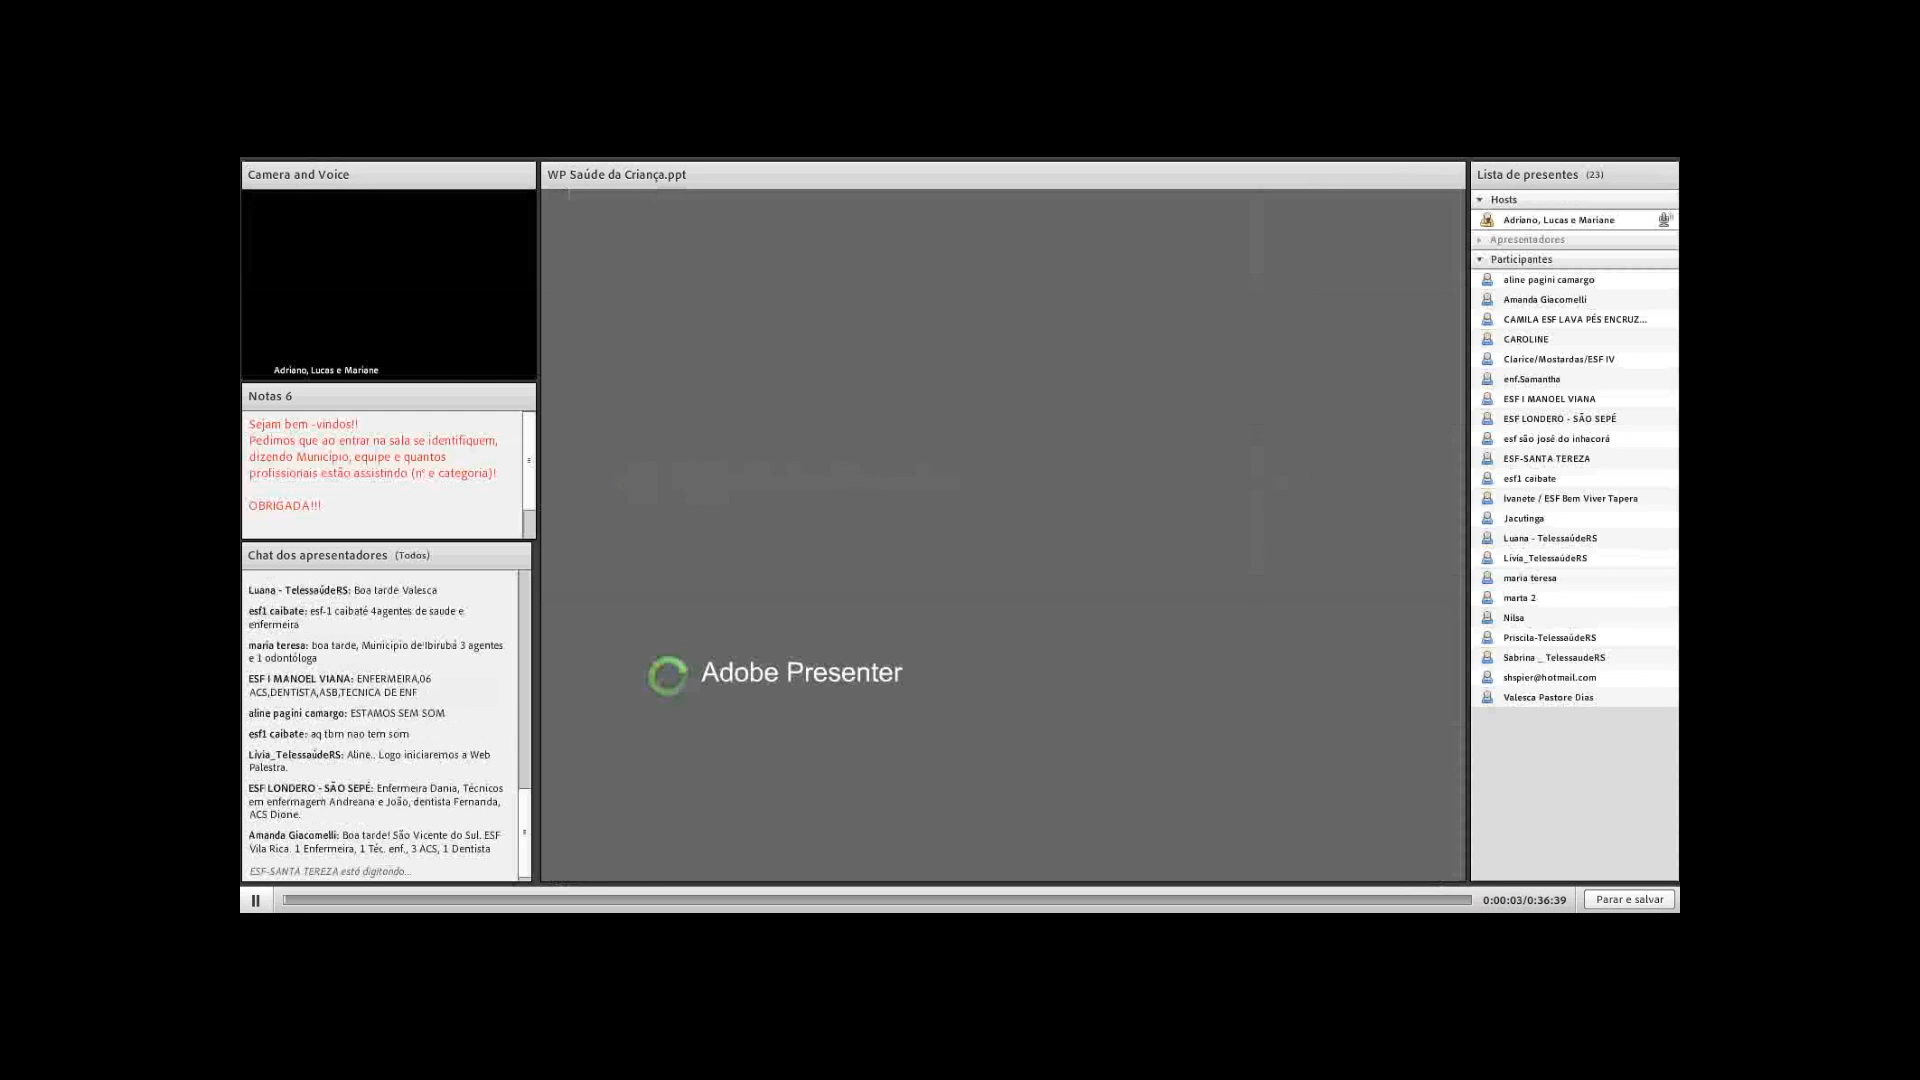 Camera and Voice
Adriano, Lucas e Mariane
Notas 6
Sejam bem -vindos!!
Pedimos que ao entrar na sala se identifiquem,
dizendo Município, equipe e quantos
profissionais estão assistindo (nº e categoria)!
OBRIGADA!!!
Chat dos apresentadores (Todos)
Luana - TelessaúdeRS: Boa tarde Valesca
esf1 caibate: esf-1 caibaté 4agentes de saude e
enfermeira
maria teresa: boa tarde, Municipio de Ibirubá 3 agentes
e 1 odontóloga
ESF I MANOEL VIANA: ENFERMEIRA,06
ACS,DENTISTA,ASB,TECNICA DE ENF
aline pagini camargo: ESTAMOS SEM SOM
esf1 caibate: aq tbm nao tem som
Lívia_TelessaúdeRS: Aline.. Logo iniciaremos a Web
Palestra.
ESF LONDERO - SÃO SEPÉ: Enfermeira Dania, Técnicos
em enfermagem Andreana e João, dentista Fernanda,
ACS Dione.
Amanda Giacomelli: Boa tarde! São Vicente do Sul. ESF
Vila Rica. 1 Enfermeira, 1 Téc. enf., 3 ACS, 1 Dentista
ESF-SANTA TEREZA está digitando...
WP Saúde da Criança.ppt
Adobe Presenter
Lista de presentes (23)
Hosts
Adriano, Lucas e Mariane
Apresentadores
Participantes
aline pagini camargo
Amanda Giacomelli
CAMILA ESF LAVA PÉS ENCRUZ...
CAROLINE
Clarice/Mostardas/ESF IV
enf.Samantha
ESF I MANOEL VIANA
ESF LONDERO - SÃO SEPÉ
esf são josé do inhacorá
ESF-SANTA TEREZA
esf1 caibate
Ivanete / ESF Bem Viver Tapera
Jacutinga
Luana - TelessaúdeRS
Lívia_TelessaúdeRS
maria teresa
marta 2
Nilsa
Priscila-TelessaúdeRS
Sabrina _ TelessaudeRS
shspier@hotmail.com
Valesca Pastore Dias
0:00:03/0:36:39
Parar e salvar